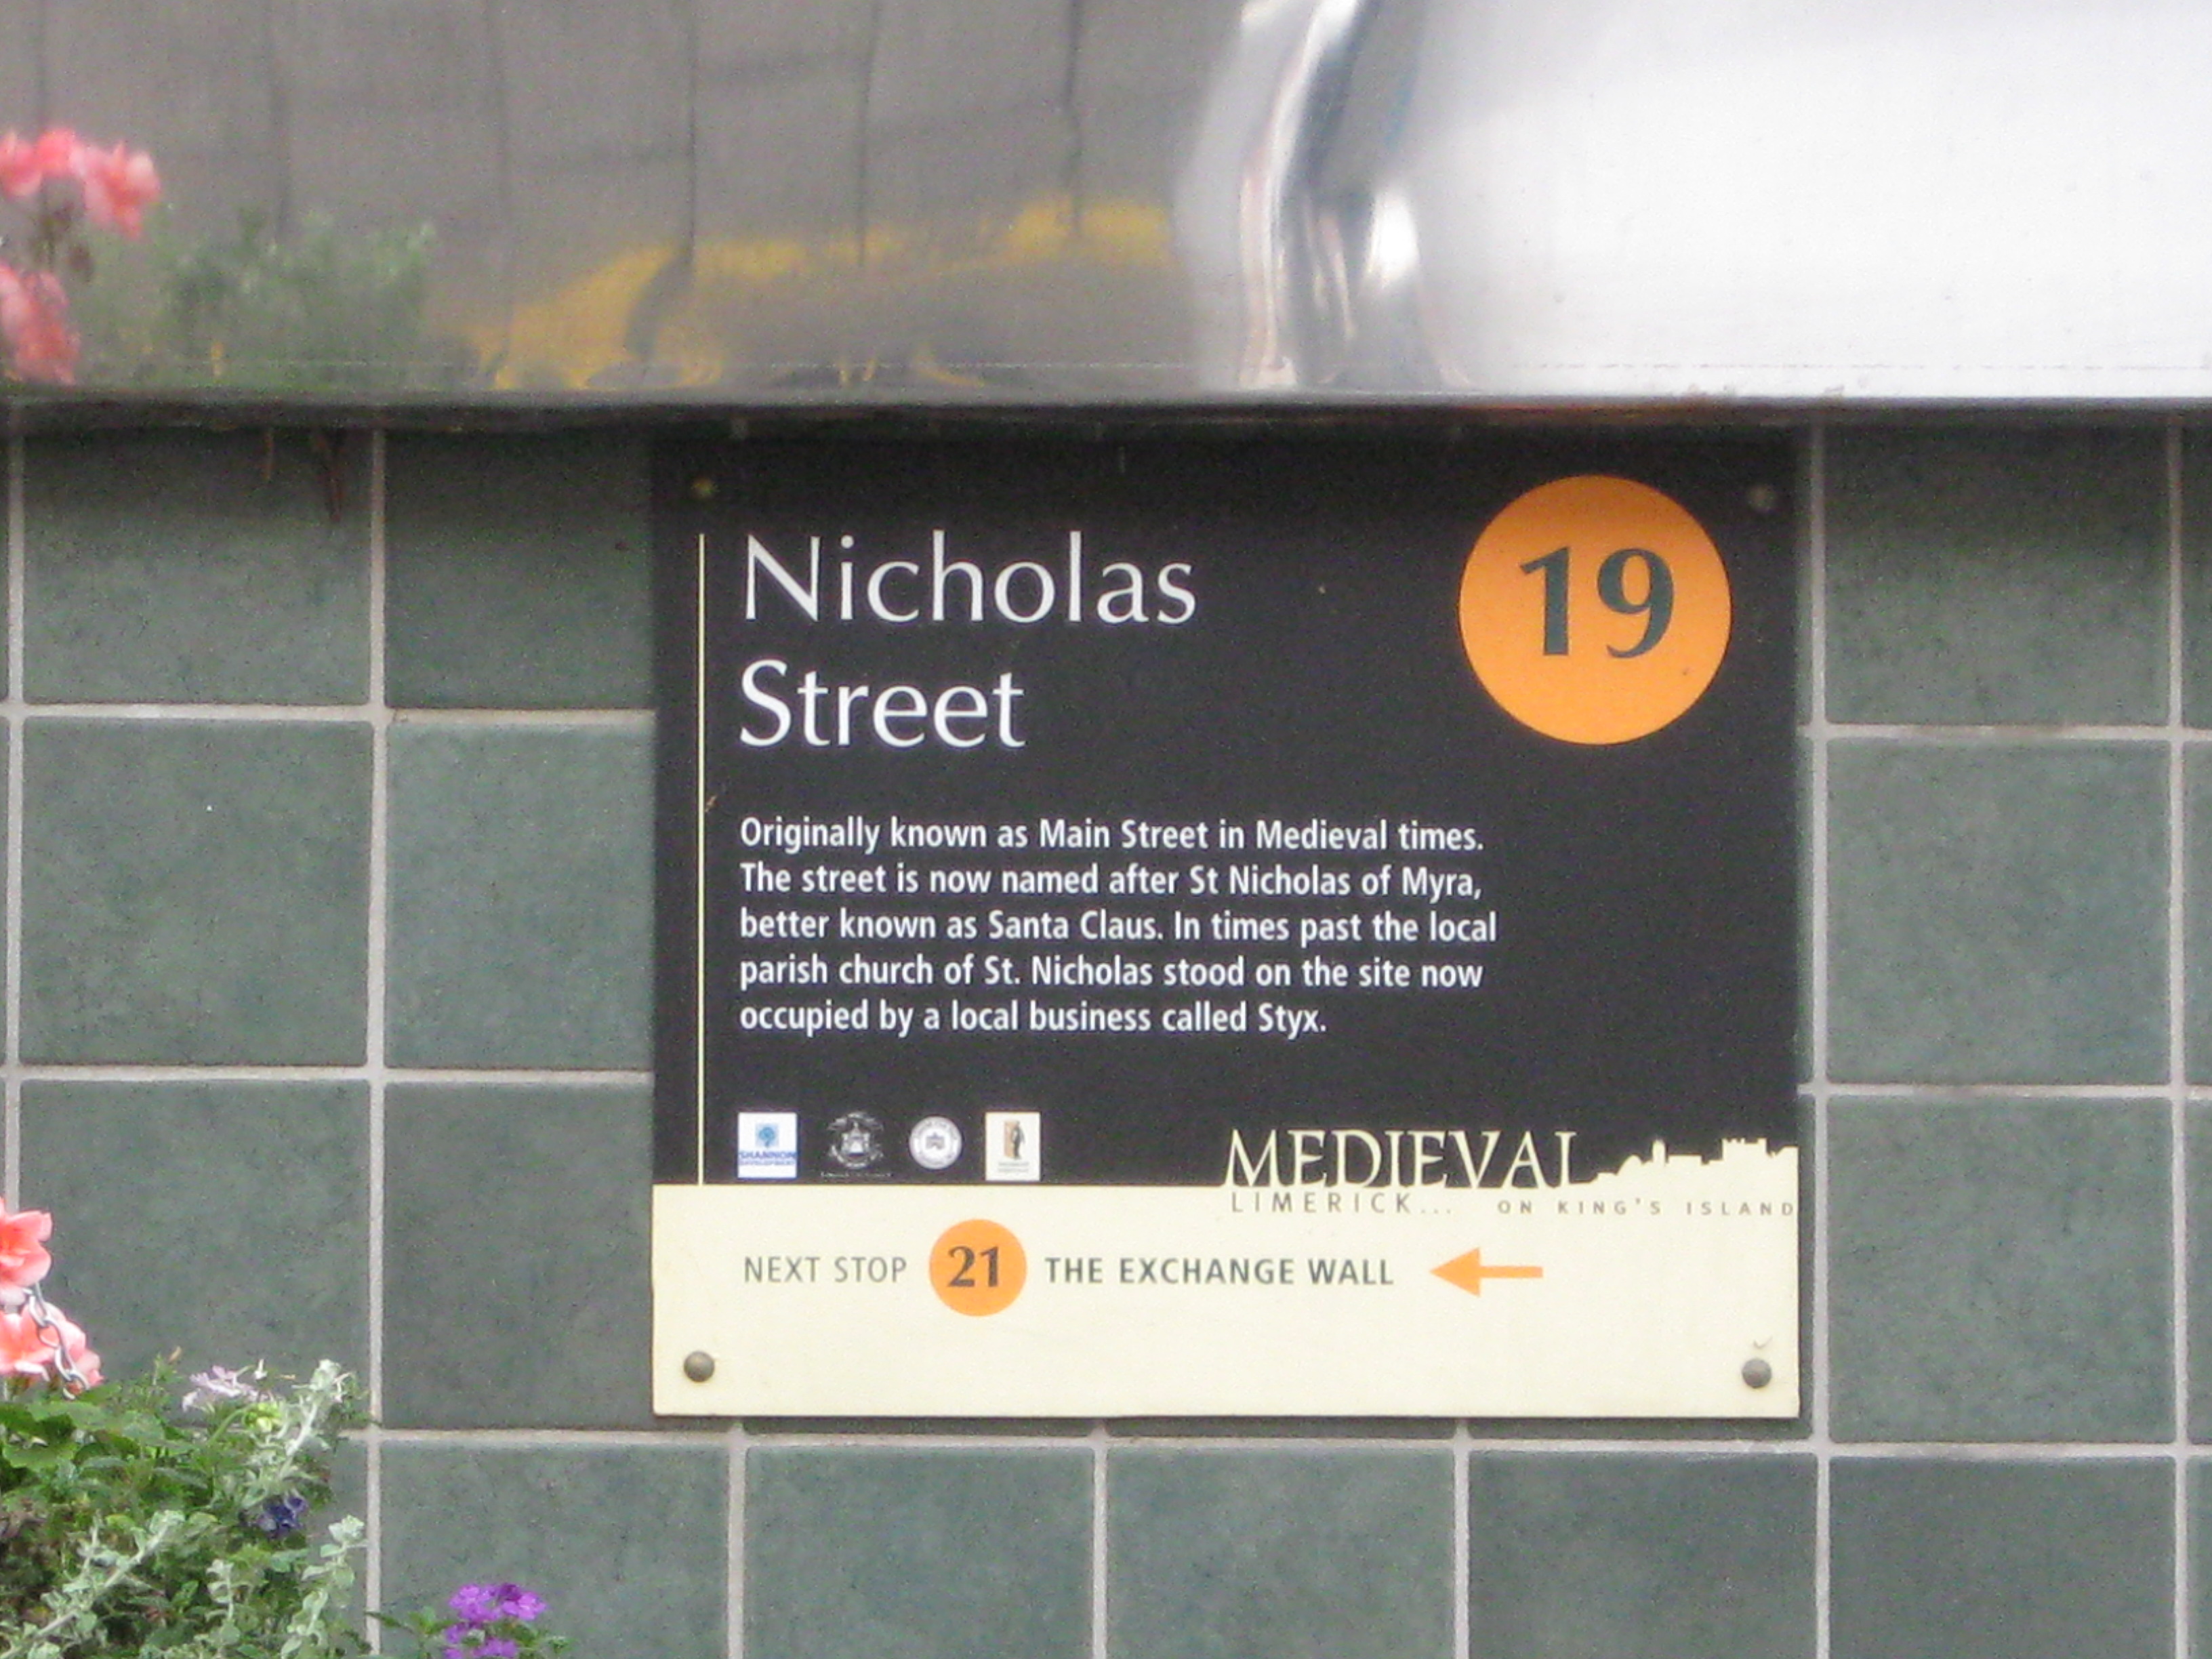 Nicholas
Street
19
Originally known as Main Street in Medieval times.
The street is now named after St Nicholas of Myra,
better known as Santa Claus. In times past the local
parish church of St. Nicholas stood on the site now
occupied by a local business called Styx.
SHANNON
DEVELOPMENT
MEDIEVAL
LIMERICK... ON KING'S ISLAND
NEXT STOP 21 THE EXCHANGE WALL